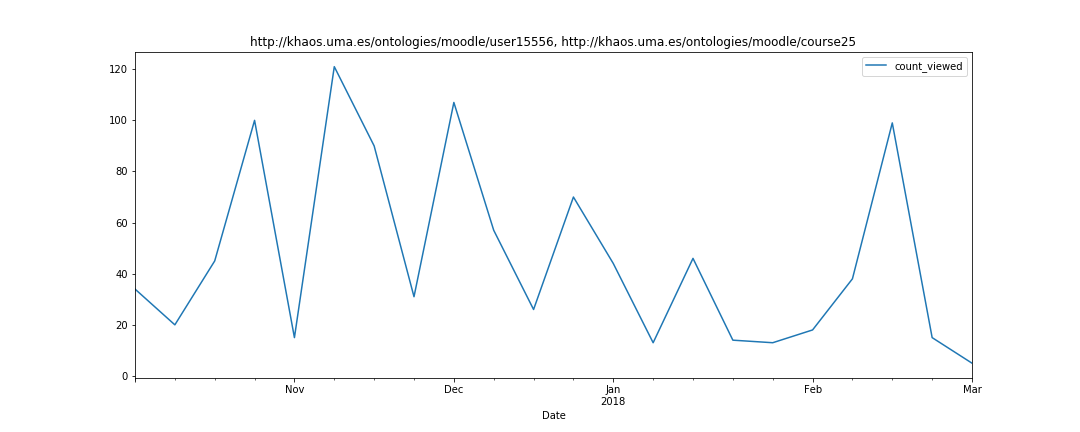 http://khaos.uma.es/ontologies/moodle/user15556, http://khaos.uma.es/ontologies/moodle/course25
count_viewed
120
100
80
60
40
20
0
Nov
Dec
Jan
2018
Feb
Mar
Date